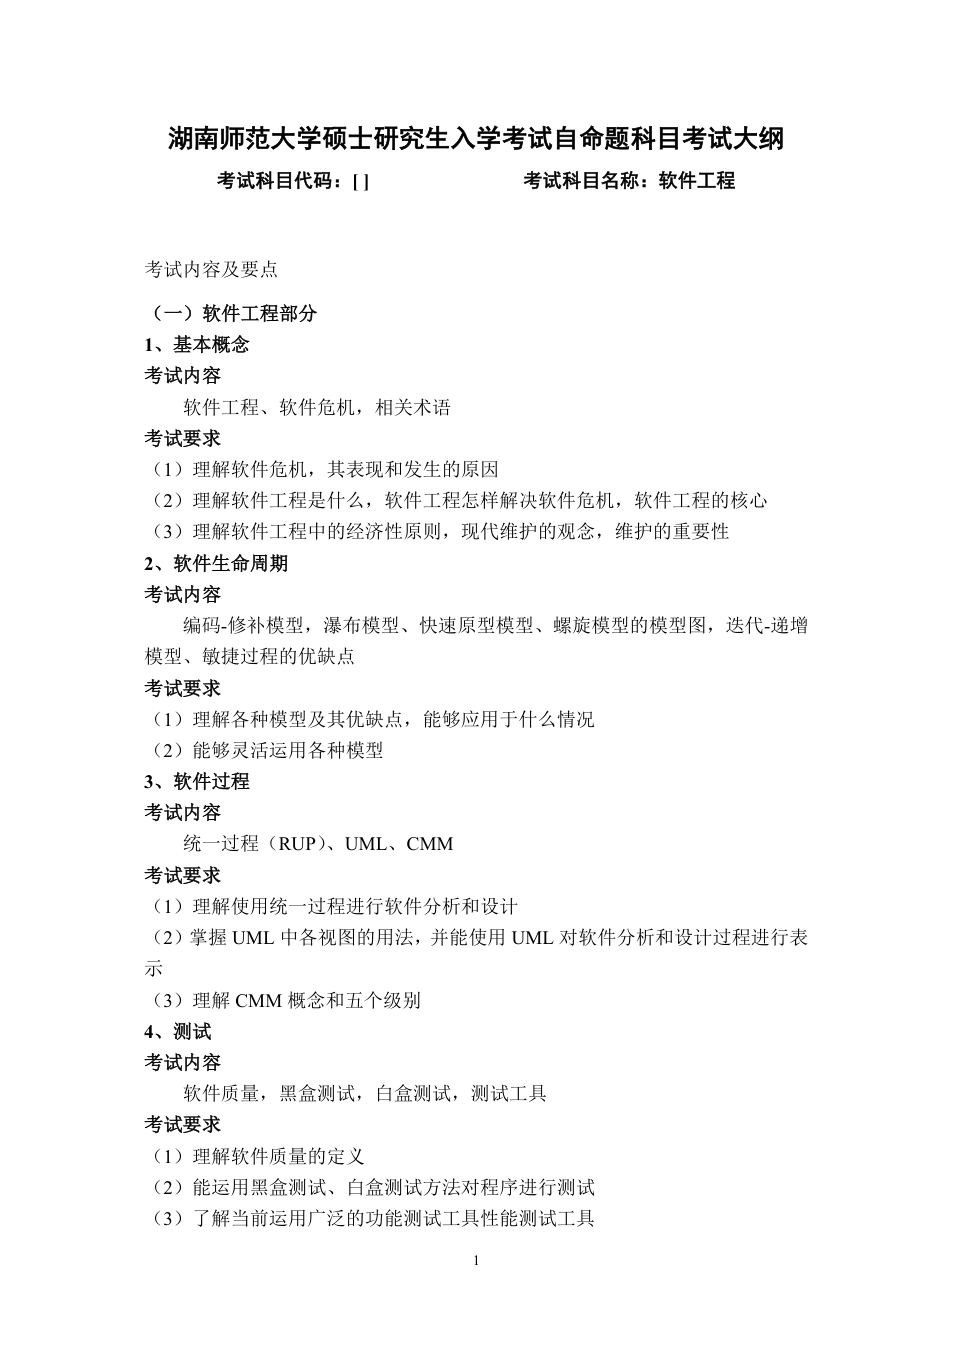 湖南师范大学硕士研究生入学考试自命题科目考试大纲
考试科目代码：[ ] 考试科目名称：软件工程
考试内容及要点
（一）软件工程部分
1、基本概念
考试内容
软件工程、软件危机，相关术语
考试要求
（1）理解软件危机，其表现和发生的原因
（2）理解软件工程是什么，软件工程怎样解决软件危机，软件工程的核心
（3）理解软件工程中的经济性原则，现代维护的观念，维护的重要性
2、软件生命周期
考试内容
编码-修补模型，瀑布模型、快速原型模型、螺旋模型的模型图，迭代-递增
模型、敏捷过程的优缺点
考试要求
（1）理解各种模型及其优缺点，能够应用于什么情况
（2）能够灵活运用各种模型
3、软件过程
考试内容
统一过程（RUP）、UML、CMM
考试要求
（1）理解使用统一过程进行软件分析和设计
（2）掌握 UML 中各视图的用法，并能使用 UML 对软件分析和设计过程进行表
示
（3）理解 CMM 概念和五个级别
4、测试
考试内容
软件质量，黑盒测试，白盒测试，测试工具
考试要求
（1）理解软件质量的定义
（2）能运用黑盒测试、白盒测试方法对程序进行测试
（3）了解当前运用广泛的功能测试工具性能测试工具
1